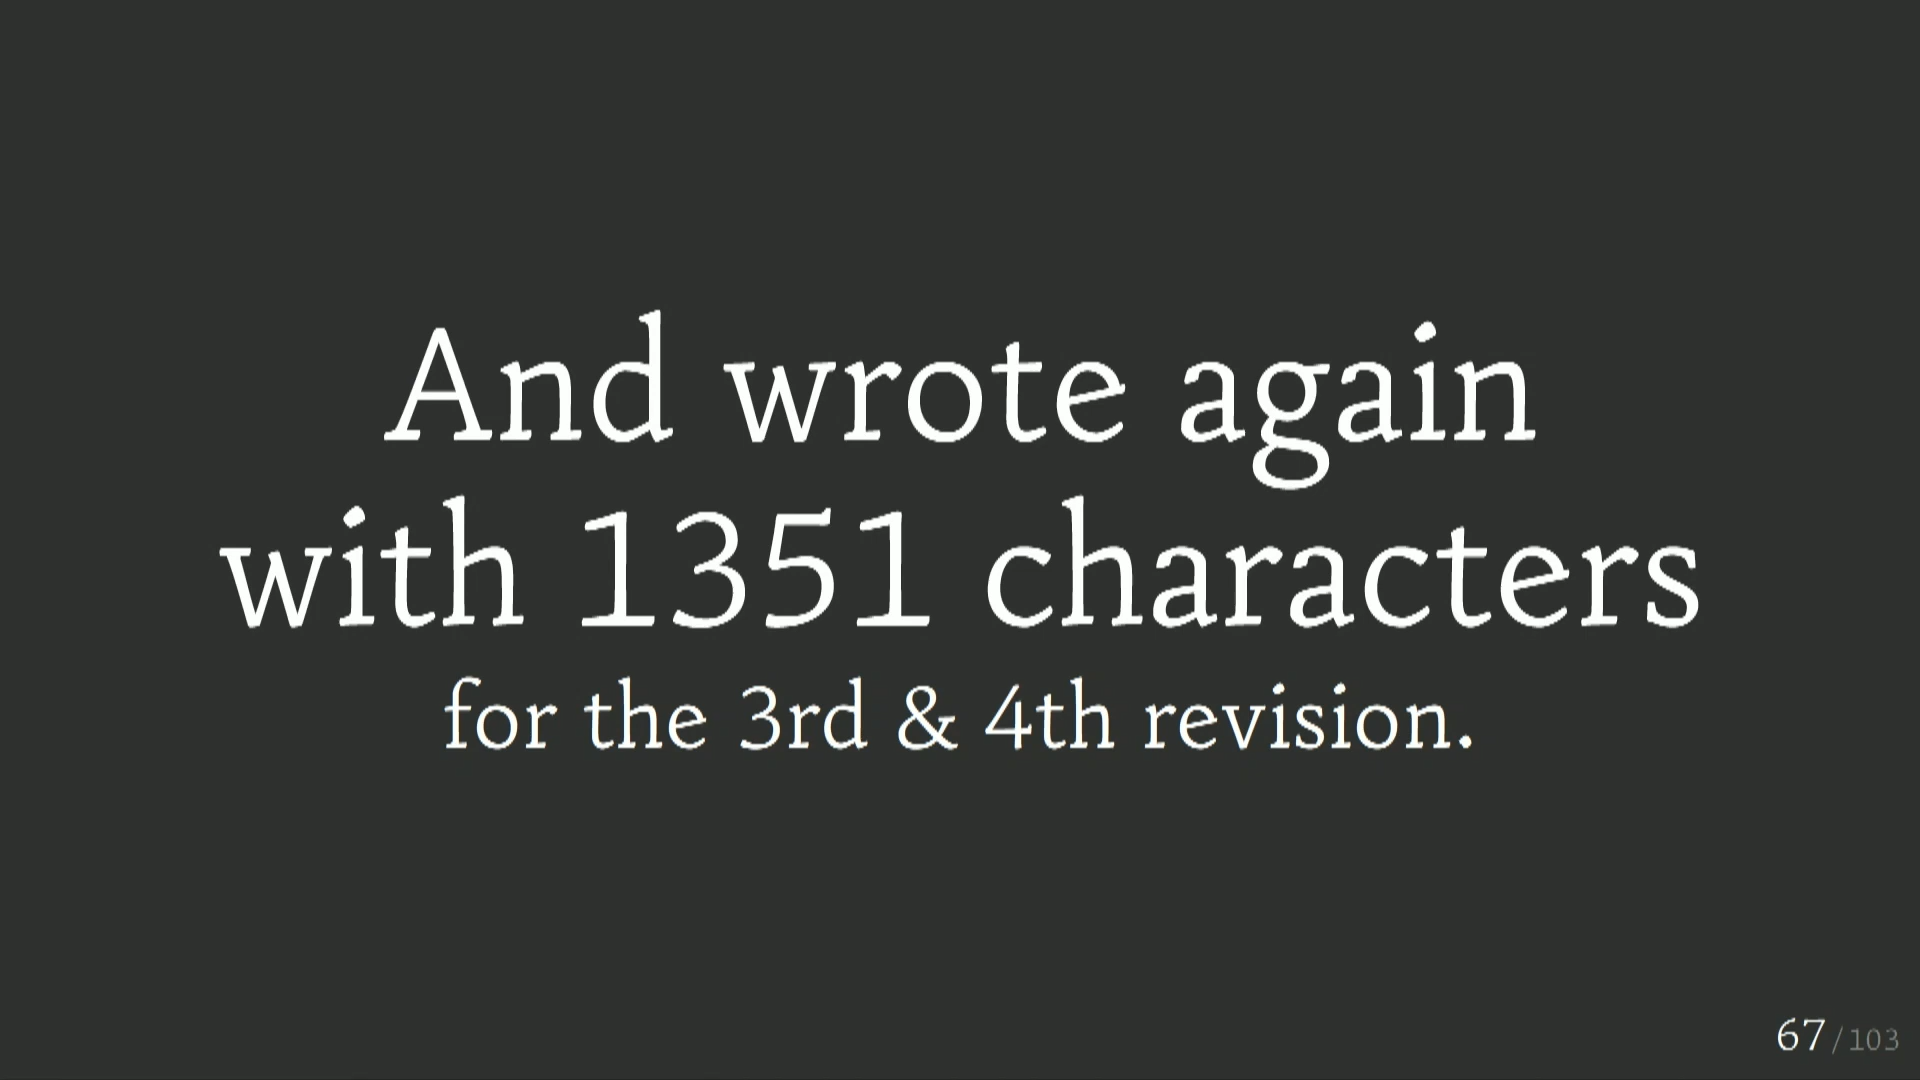 And wrote again
with 1351 characters
for the 3rd & 4th revision.
67/103